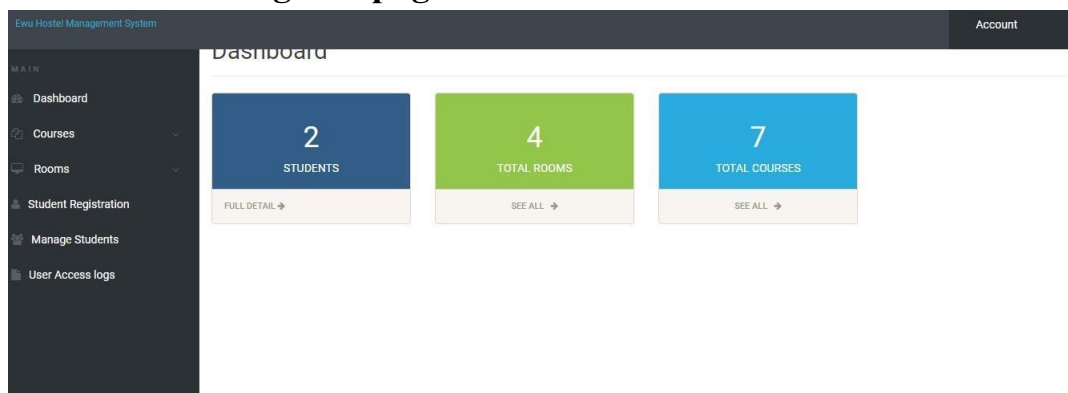 Ewu Hostel Management System
Account
MAIN
Dashboard
Courses
Rooms
Student Registration
Manage Students
User Access logs
Dashboard
2
STUDENTS
FULL DETAIL
4
TOTAL ROOMS
SEE ALL
7
TOTAL COURSES
SEE ALL